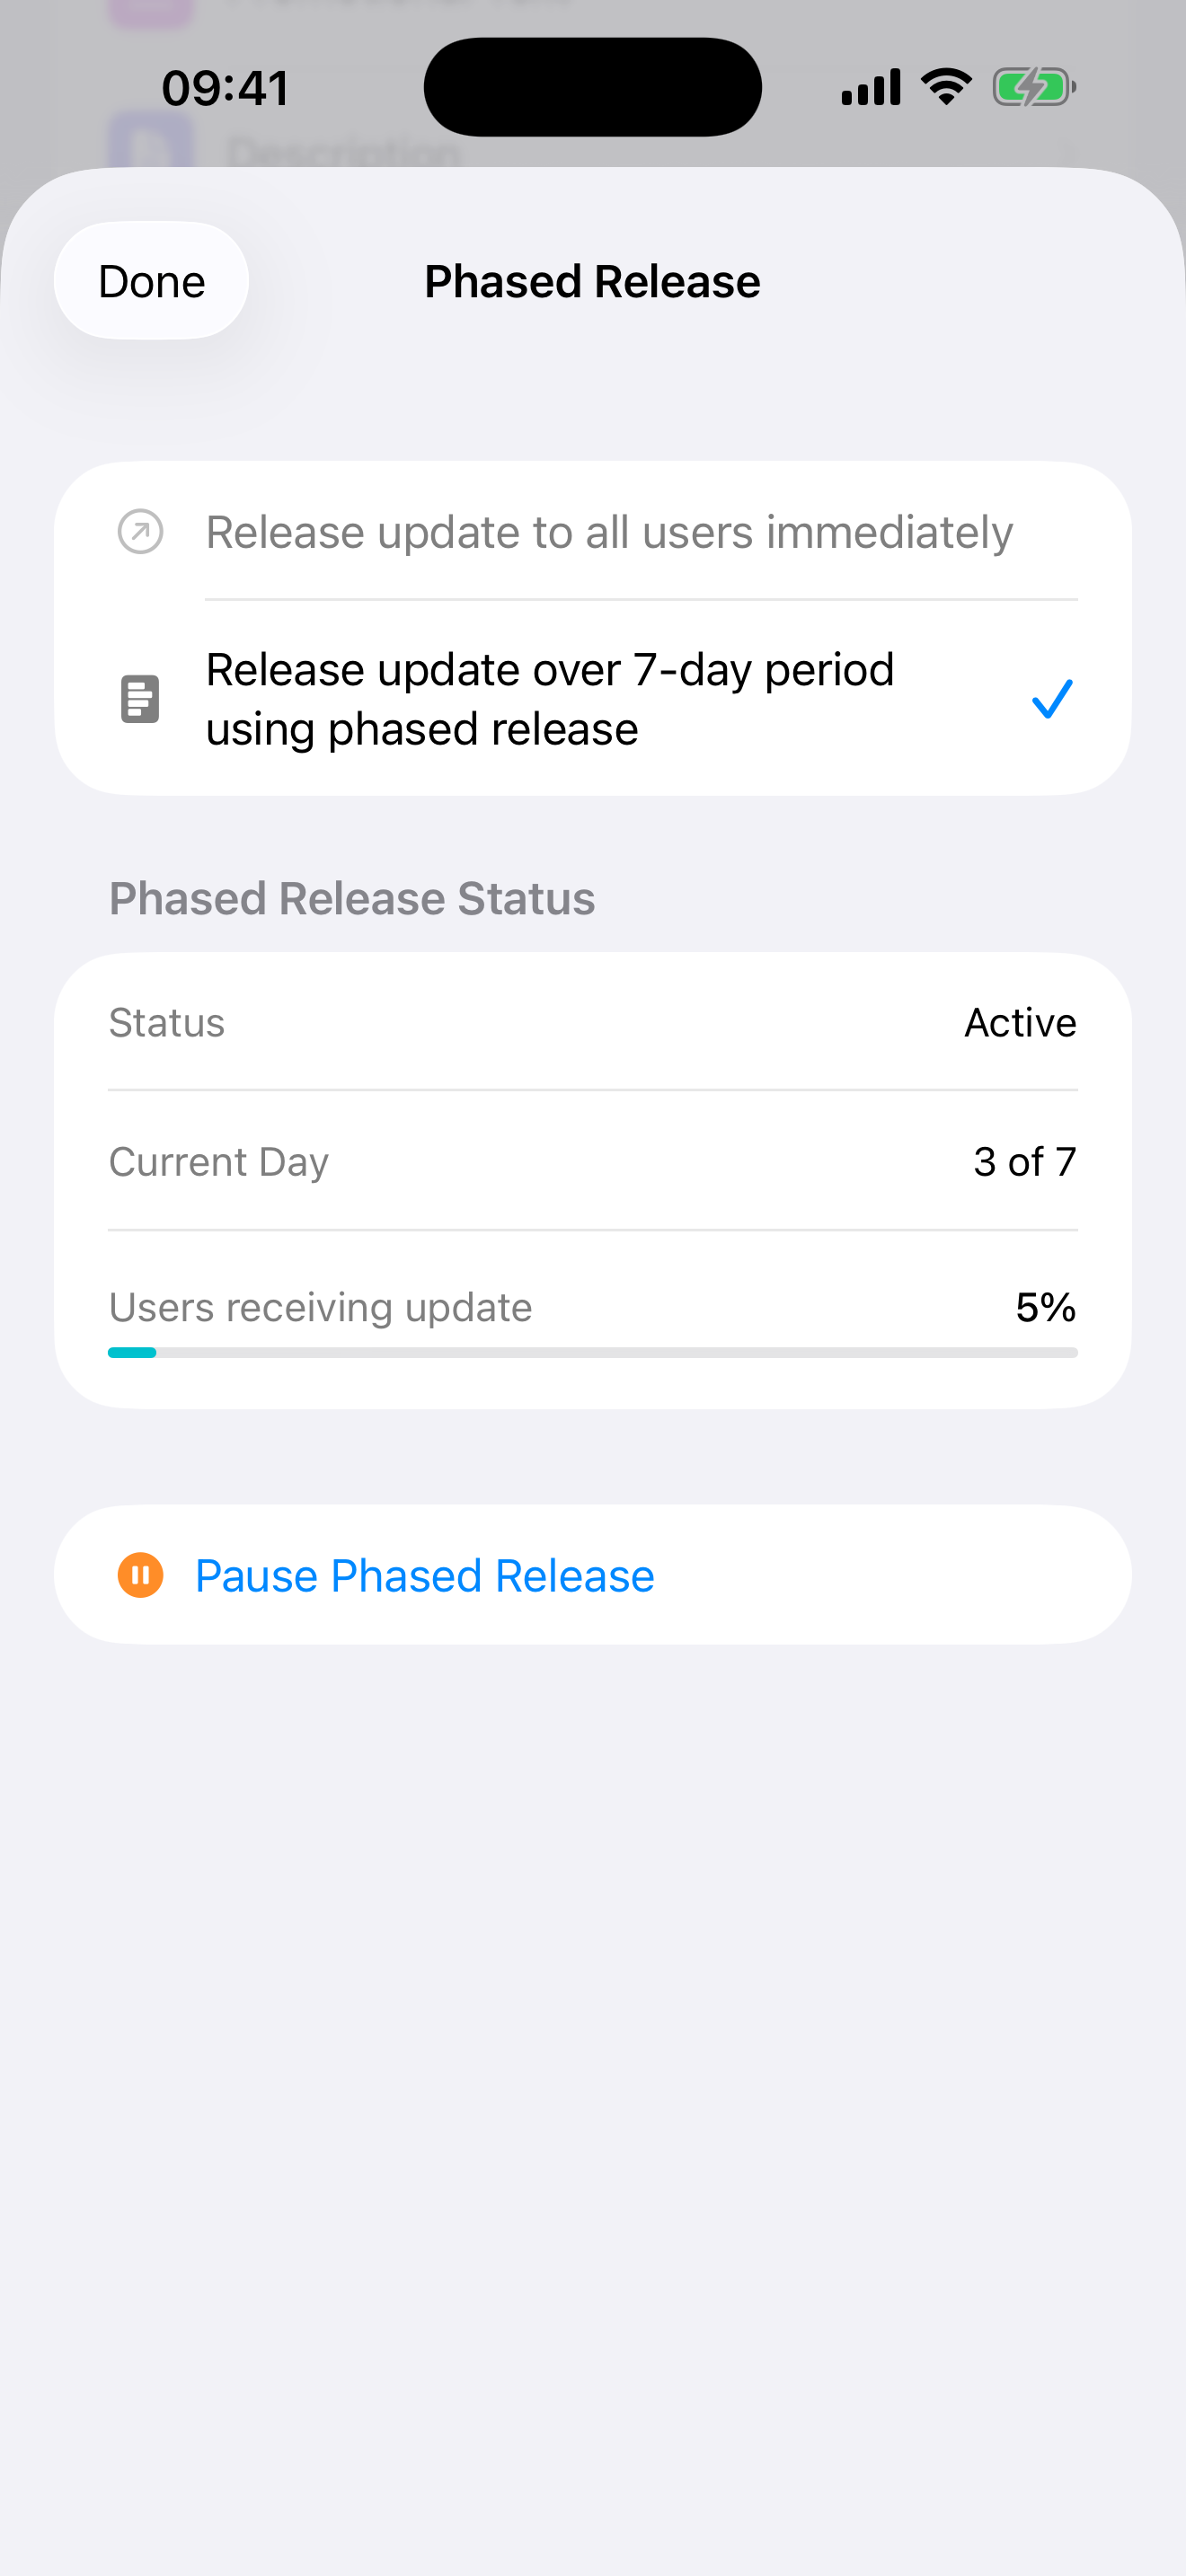 09:41
Description
Done
Phased Release
Release update to all users immediately
Release update over 7-day period
using phased release
Phased Release Status
Status
Active
Current Day
3 of 7
Users receiving update
5%
Pause Phased Release